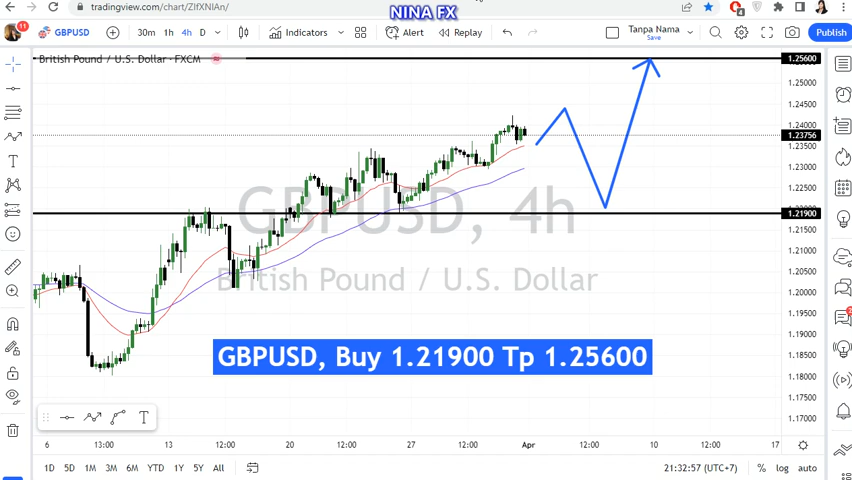 NINA FX
tradingview.com/chart/ZIfXNIAn/
11
GBPUSD
30m 1h 4h D
Indicators
Alert
Replay
Tanpa Nama
Save
Publish
British Pound / U.S. Dollar · FXCM
1.25600
1.25000
1.24500
1.24000
1.23756
1.23500
1.23000
1.22500
1.21900
1.21500
1.21000
1.20500
1.20000
1.19500
1.19000
1.18500
1.18000
1.17500
1.17000
GBPUSD, 4h
British Pound / U.S. Dollar
GBPUSD, Buy 1.21900 Tp 1.25600
6 13:00 13 12:00 20 12:00 27 12:00 Apr 12:00 10 12:00 17
1D 5D 1M 3M 6M YTD 1Y 5Y All
21:32:57 (UTC+7) % log auto